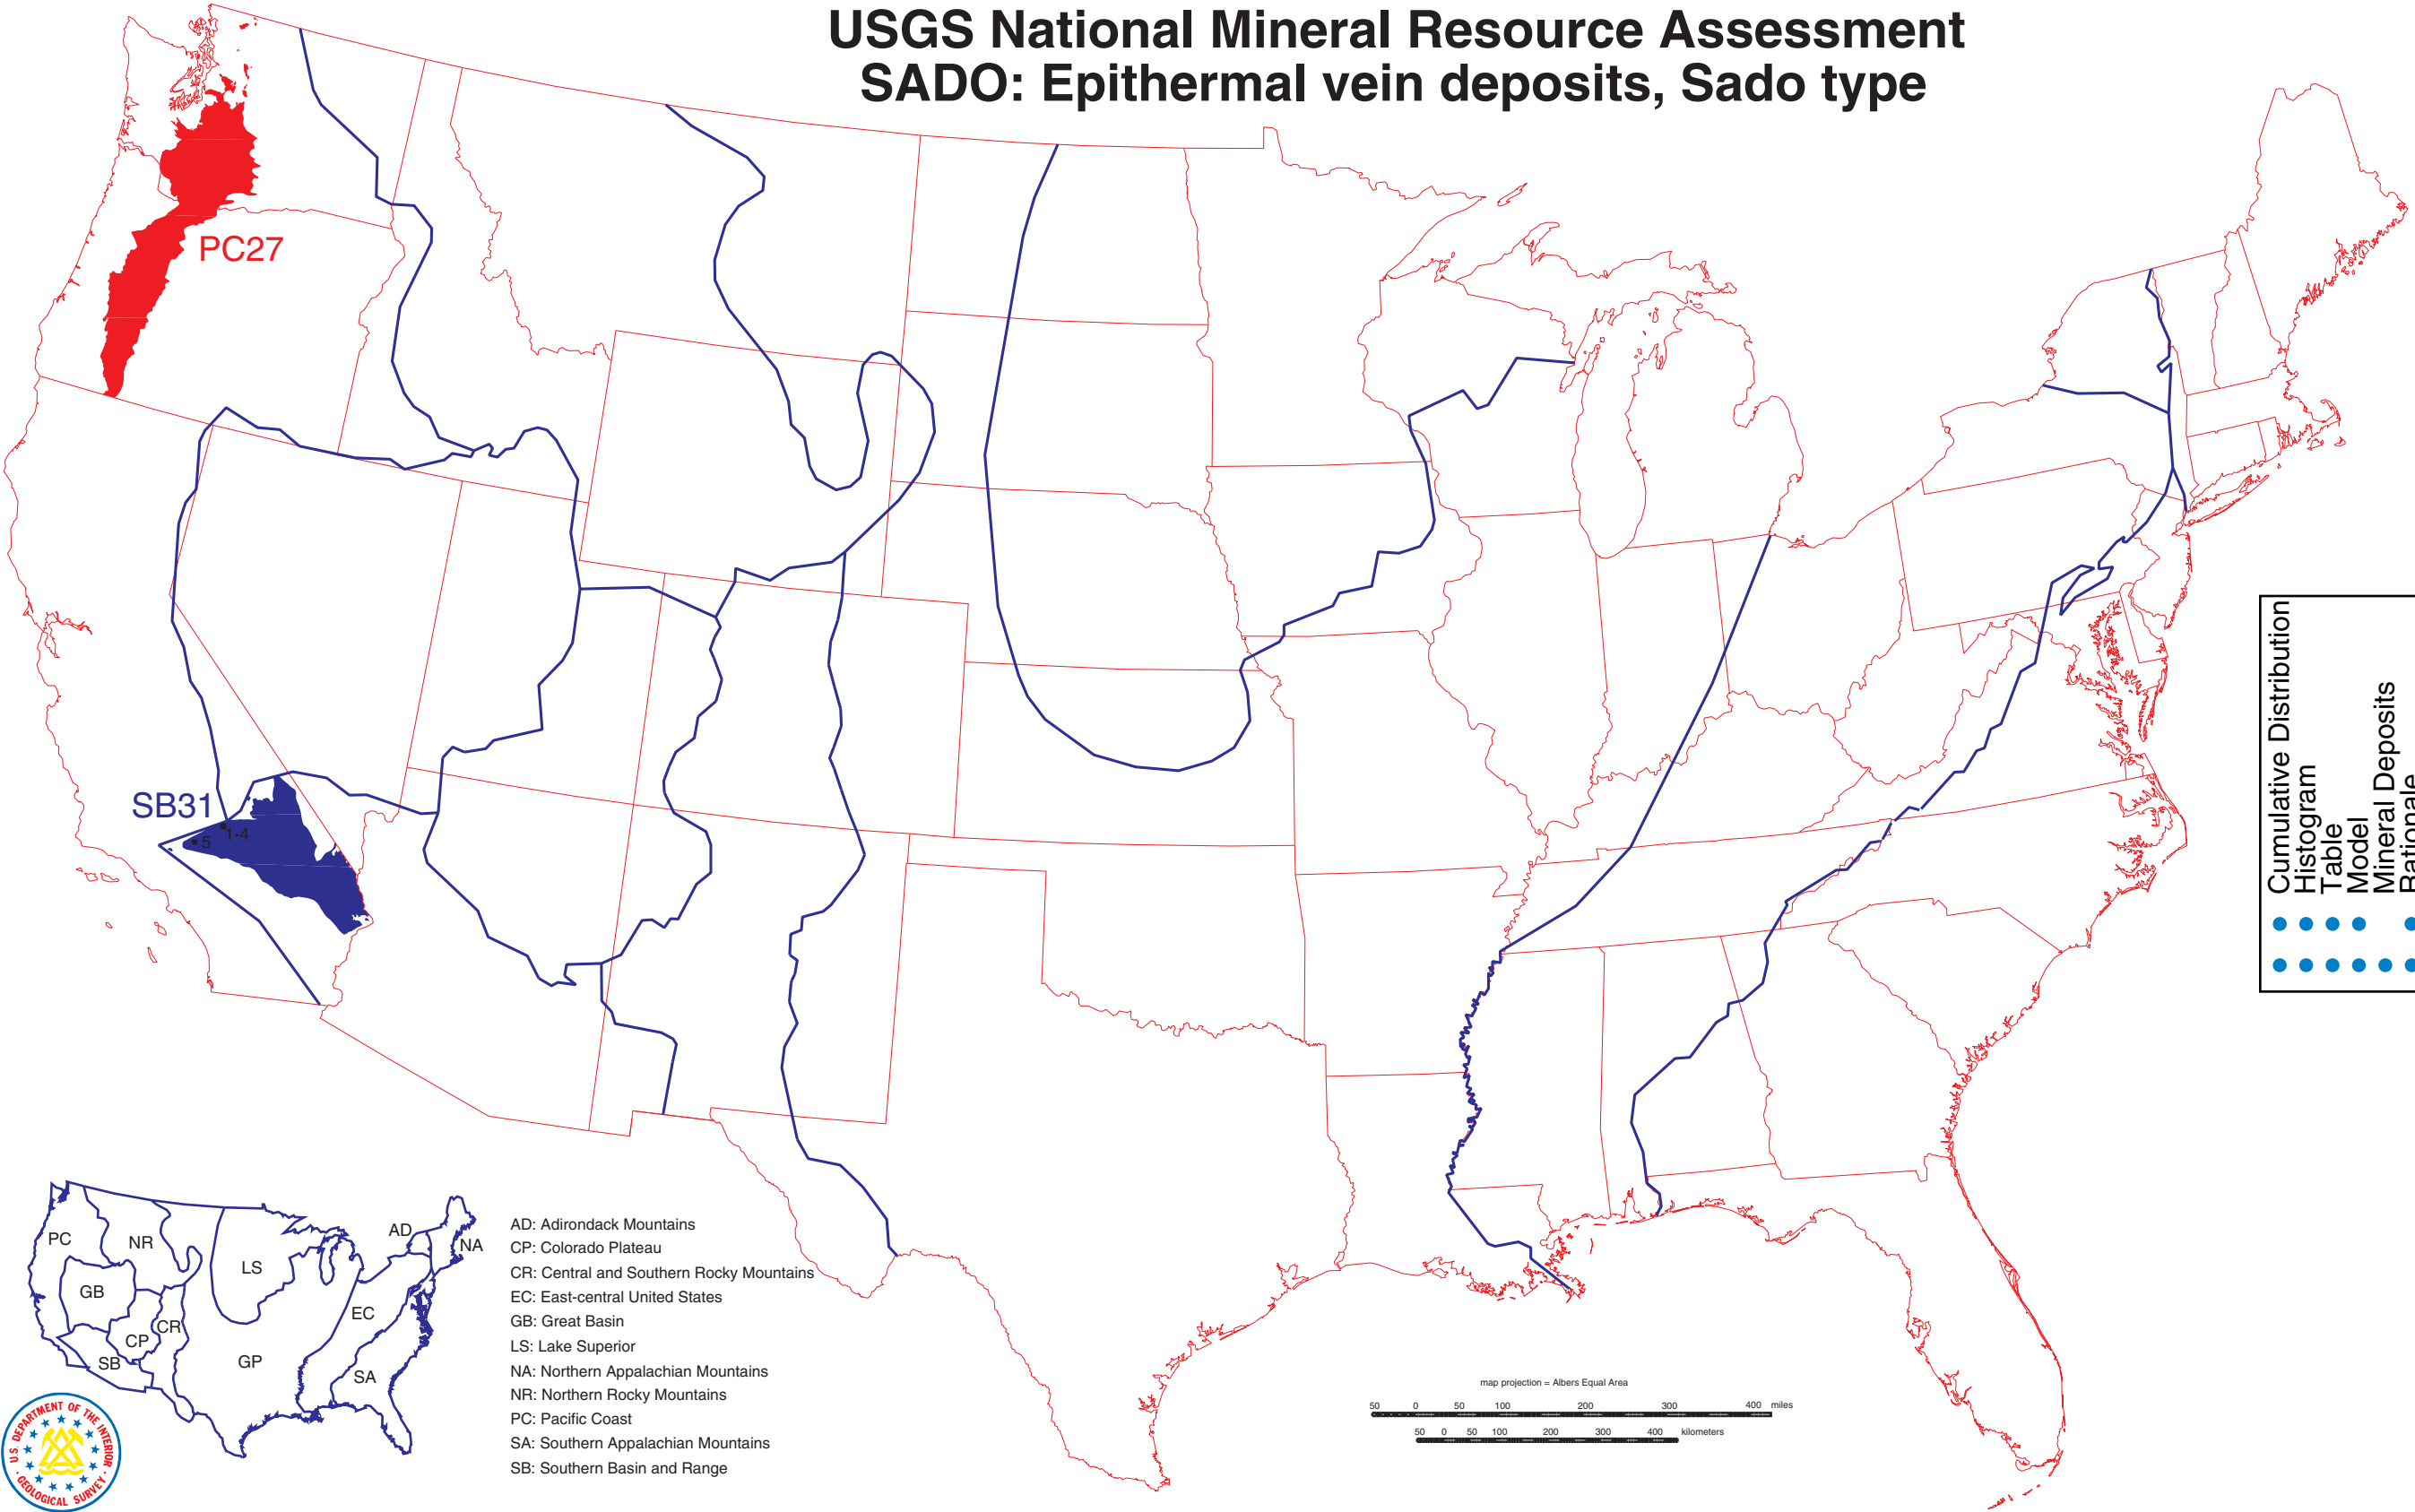 USGS National Mineral Resource Assessment
SADO: Epithermal vein deposits, Sado type
PC27
SB31
1-4
5
Cumulative Distribution
Histogram
Table
Model
Mineral Deposits
Rationale
PC
NR
LS
AD
NA
GB
CR
CP
EC
SB
GP
SA
AD: Adirondack Mountains
CP: Colorado Plateau
CR: Central and Southern Rocky Mountains
EC: East-central United States
GB: Great Basin
LS: Lake Superior
NA: Northern Appalachian Mountains
NR: Northern Rocky Mountains
PC: Pacific Coast
SA: Southern Appalachian Mountains
SB: Southern Basin and Range
map projection = Albers Equal Area
50 0 50 100 200 300 400 miles
50 0 50 100 200 300 400 kilometers
U.S. DEPARTMENT OF THE INTERIOR
GEOLOGICAL SURVEY